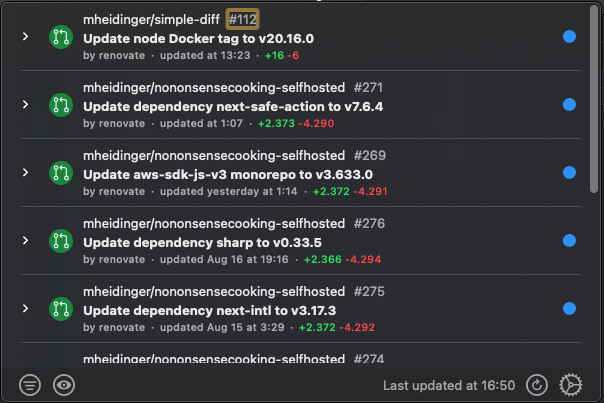 mheidinger/simple-diff #112
Update node Docker tag to v20.16.0
by renovate · updated at 13:23 · +16 -6
mheidinger/nononsensecooking-selfhosted #271
Update dependency next-safe-action to v7.6.4
by renovate · updated at 1:07 · +2.373 -4.290
mheidinger/nononsensecooking-selfhosted #269
Update aws-sdk-js-v3 monorepo to v3.633.0
by renovate · updated yesterday at 1:14 · +2.372 -4.291
mheidinger/nononsensecooking-selfhosted #276
Update dependency sharp to v0.33.5
by renovate · updated Aug 16 at 19:16 · +2.366 -4.294
mheidinger/nononsensecooking-selfhosted #275
Update dependency next-intl to v3.17.3
by renovate · updated Aug 15 at 3:29 · +2.372 -4.292
mheidinger/nononsensecooking-selfhosted #274
Last updated at 16:50